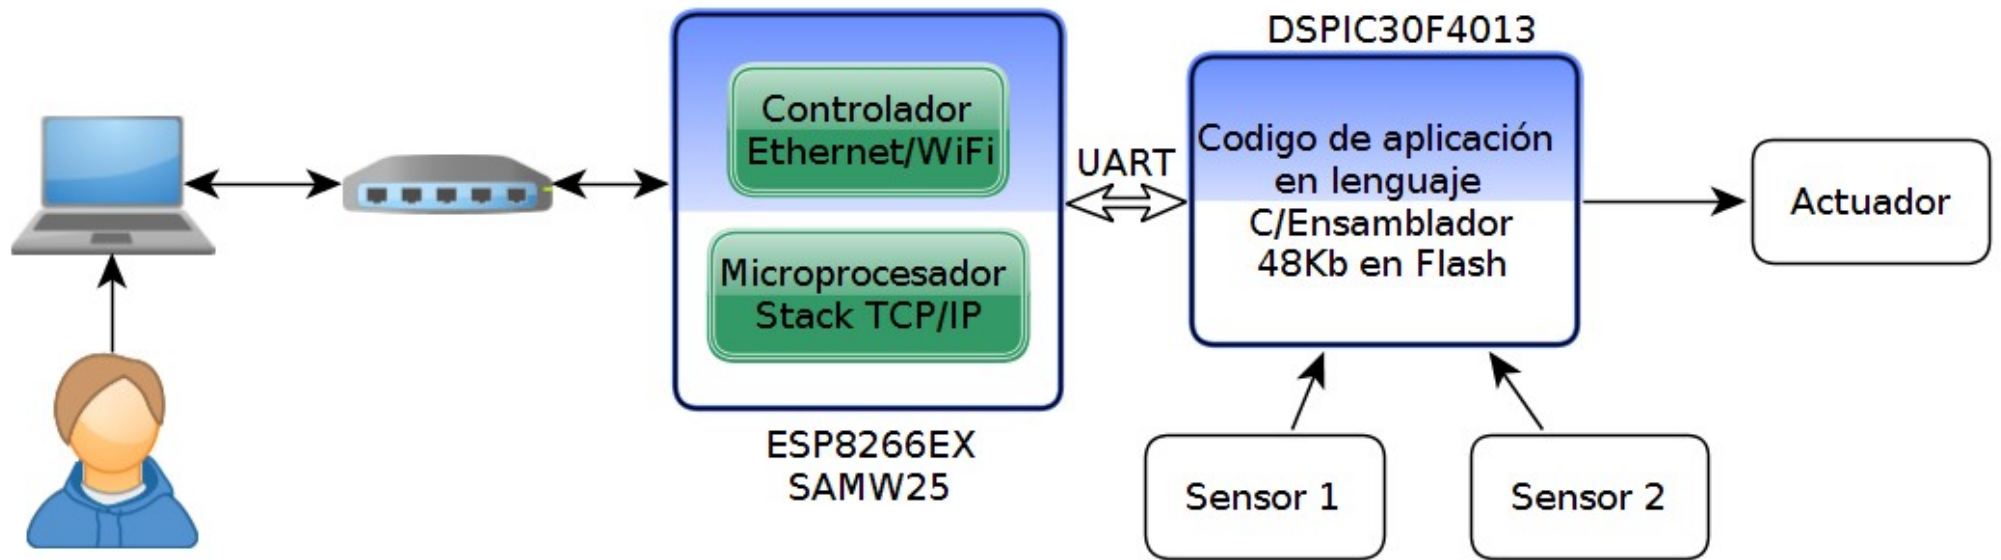 Controlador
Ethernet/WiFi
Microprocesador
Stack TCP/IP
ESP8266EX
SAMW25
UART
DSPIC30F4013
Codigo de aplicación
en lenguaje
C/Ensamblador
48Kb en Flash
Actuador
Sensor 1
Sensor 2